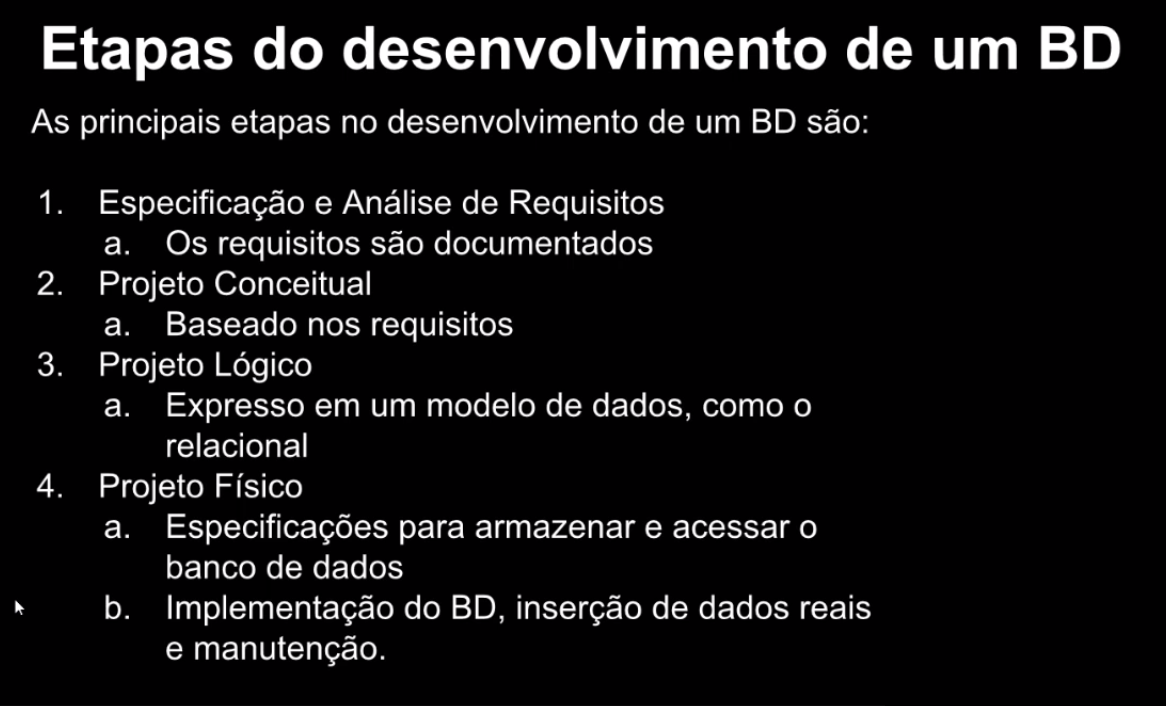 Etapas do desenvolvimento de um BD
As principais etapas no desenvolvimento de um BD são:
1. Especificação e Análise de Requisitos
a. Os requisitos são documentados
2. Projeto Conceitual
a. Baseado nos requisitos
3. Projeto Lógico
a. Expresso em um modelo de dados, como o
relacional
4. Projeto Físico
a. Especificações para armazenar e acessar o
banco de dados
b. Implementação do BD, inserção de dados reais
e manutenção.